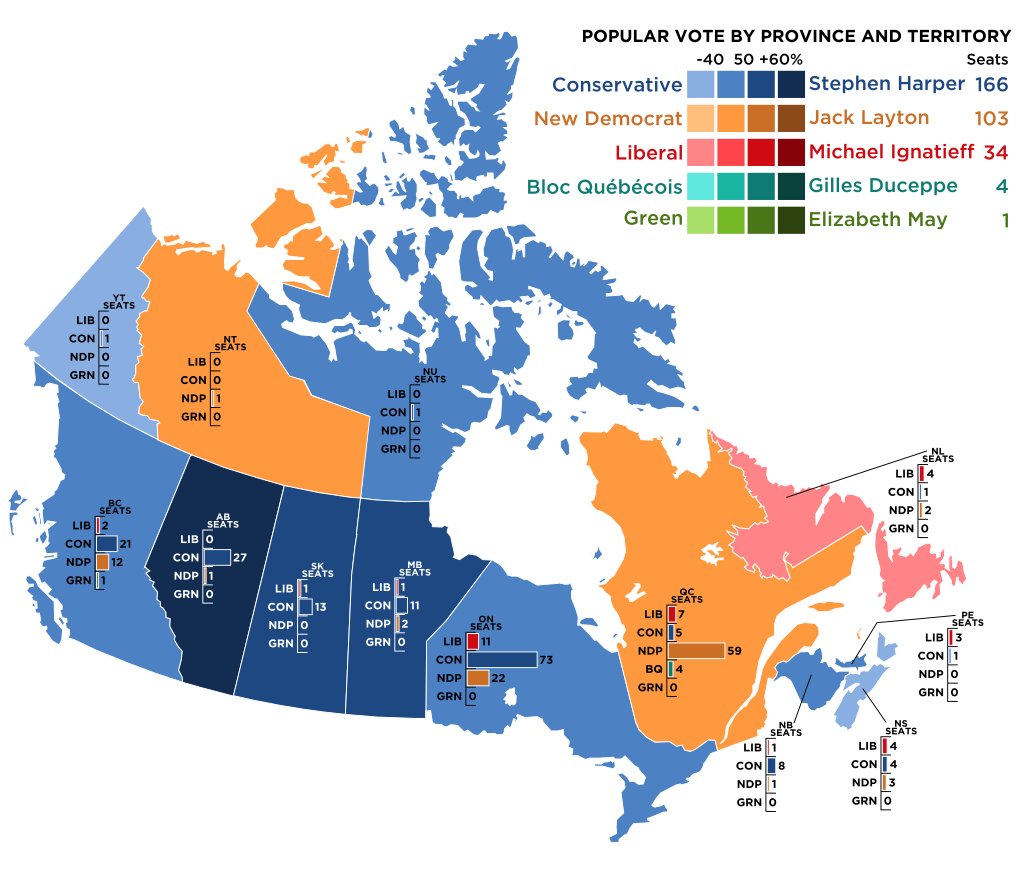 POPULAR VOTE BY PROVINCE AND TERRITORY
-40 50 +60% Seats
Conservative Stephen Harper 166
New Democrat Jack Layton 103
Liberal Michael Ignatieff 34
Bloc Québécois Gilles Duceppe 4
Green Elizabeth May 1
YT
SEATS
LIB 0
CON 1
NDP 0
GRN 0
NT
SEATS
LIB 0
CON 0
NDP 1
GRN 0
NU
SEATS
LIB 0
CON 1
NDP 0
GRN 0
BC
SEATS
LIB 2
CON 21
NDP 12
GRN 1
AB
SEATS
LIB 0
CON 27
NDP 1
GRN 0
SK
SEATS
LIB 1
CON 13
NDP 0
GRN 0
MB
SEATS
LIB 1
CON 11
NDP 2
GRN 0
ON
SEATS
LIB 11
CON 73
NDP 22
GRN 0
QC
SEATS
LIB 7
CON 5
NDP 59
BQ 4
GRN 0
NL
SEATS
LIB 4
CON 1
NDP 2
GRN 0
PE
SEATS
LIB 3
CON 1
NDP 0
GRN 0
NB
SEATS
LIB 1
CON 8
NDP 1
GRN 0
NS
SEATS
LIB 4
CON 4
NDP 3
GRN 0